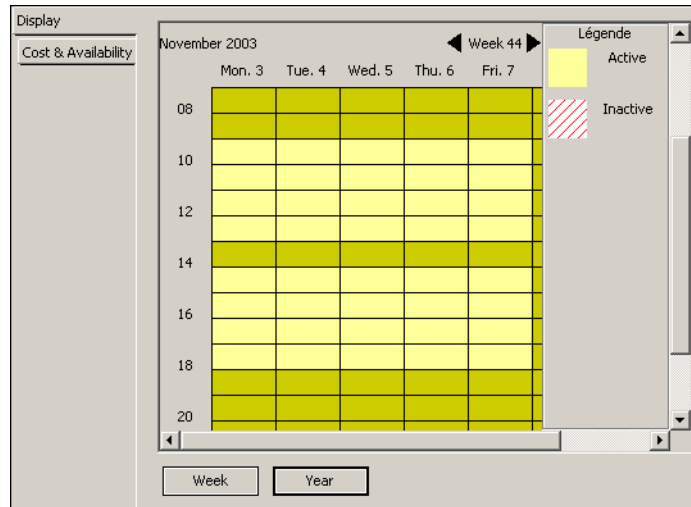 Display
Cost & Availability
November 2003
Week 44
Mon. 3 Tue. 4 Wed. 5 Thu. 6 Fri. 7
08
10
12
14
16
18
20
Légende
Active
Inactive
Week
Year